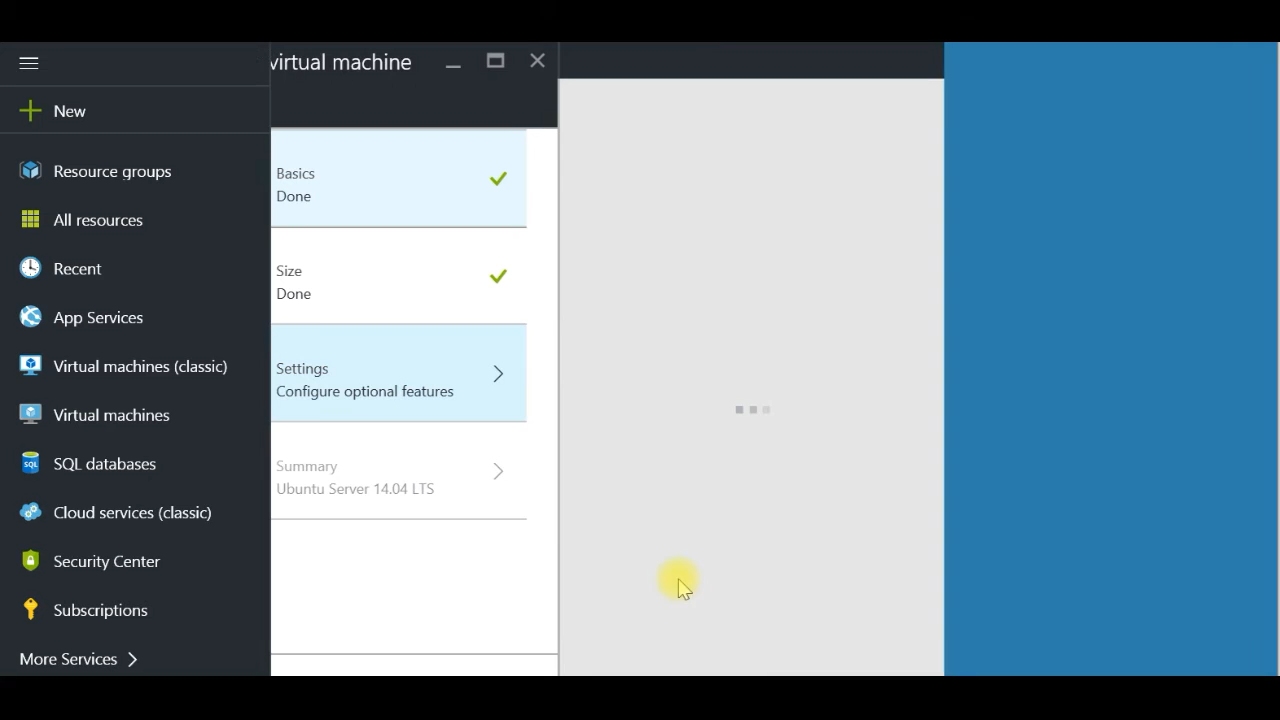 virtual machine
New
Resource groups
All resources
Recent
App Services
Virtual machines (classic)
Virtual machines
SQL
SQL databases
Cloud services (classic)
Security Center
Subscriptions
More Services
Basics
Done
Size
Done
Settings
Configure optional features
Summary
Ubuntu Server 14.04 LTS